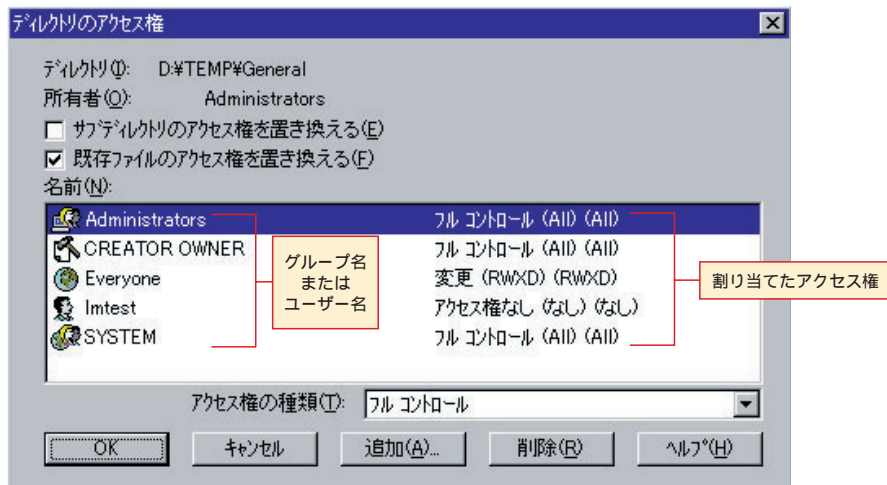 ディレクトリのアクセス権
ディレクトリ(D): D:¥TEMP¥General
所有者(O): Administrators
サブディレクトリのアクセス権を置き換える(E)
既存ファイルのアクセス権を置き換える(F)
名前(N):
Administrators フル コントロール (All) (All)
CREATOR OWNER フル コントロール (All) (All)
Everyone 変更 (RWXD) (RWXD)
lmtest アクセス権なし (なし) (なし)
SYSTEM フル コントロール (All) (All)
グループ名
または
ユーザー名
割り当てたアクセス権
アクセス権の種類(T): フル コントロール
OK キャンセル 追加(A)... 削除(R) ヘルプ(H)